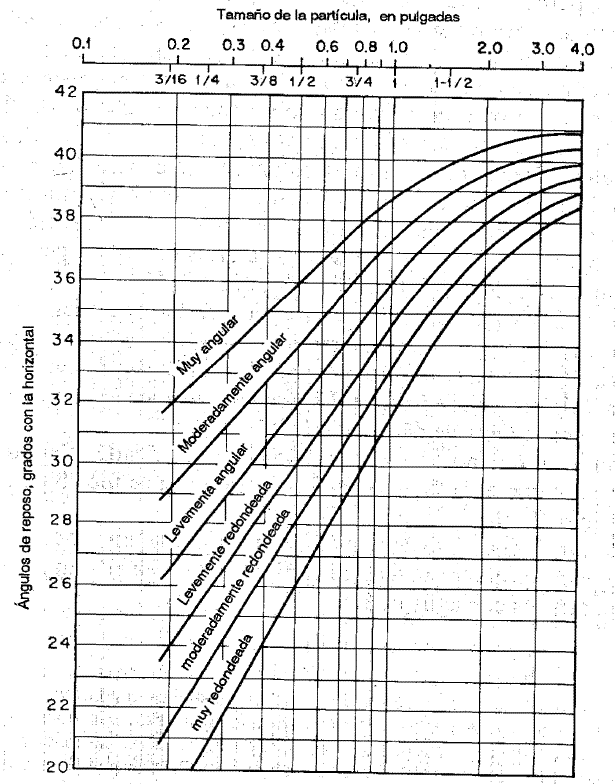 Tamaño de la partícula, en pulgadas
0.1 0.2 0.3 0.4 0.6 0.8 1.0 2.0 3.0 4.0
3/16 1/4 3/8 1/2 3/4 1 1-1/2
42
40
38
36
34
32
30
28
26
24
22
20
Ángulos de reposo, grados con la horizontal
Muy angular
Moderadamente angular
Levementa angular
Levemente redondeada
moderadamente redondeada
muy redondeada